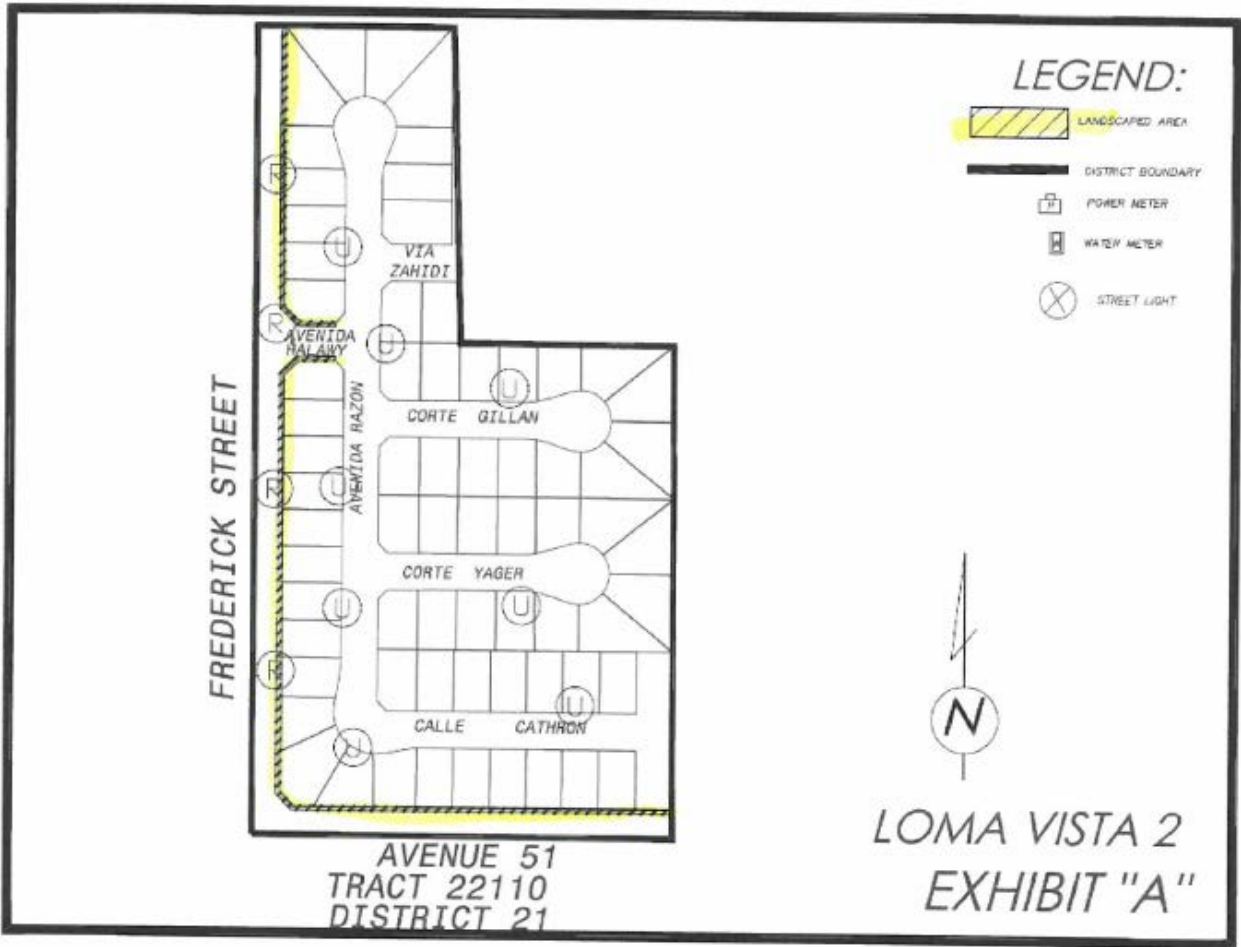 LEGEND:
LANDSCAPED AREA
DISTRICT BOUNDARY
POWER METER
WATER METER
STREET LIGHT
X
R
U
VIA
ZAHIDI
R
AVENIDA
HALAWY
U
U
CORTE GILLAN
AVENIDA RAZON
FREDERICK STREET
R
U
CORTE YAGER
U
U
R
U
CALLE CATHRON
U
N
AVENUE 51
TRACT 22110
DISTRICT 21
LOMA VISTA 2
EXHIBIT "A"